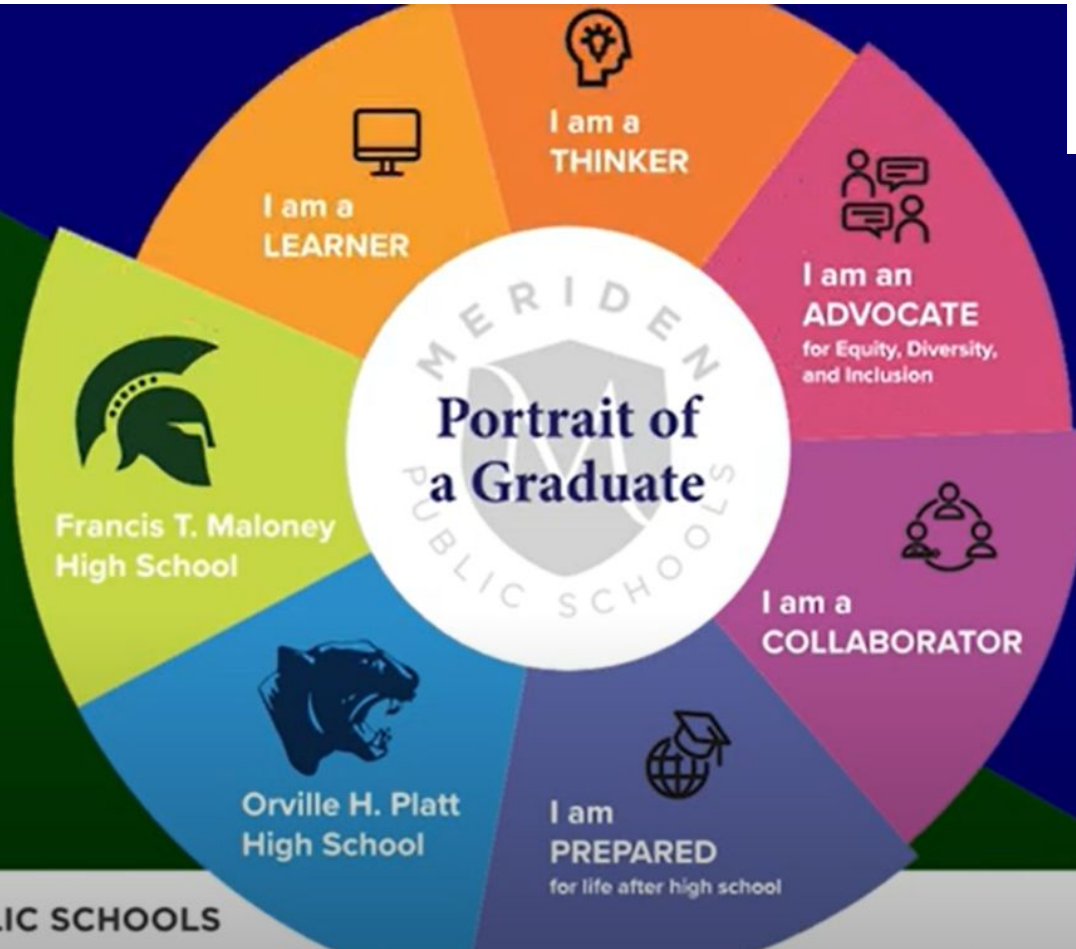 I am a
THINKER
I am a
LEARNER
I am an
ADVOCATE
for Equity, Diversity,
and Inclusion
MERIDEN
Portrait of
a Graduate
M
PUBLIC SCHOOLS
Francis T. Maloney
High School
I am a
COLLABORATOR
Orville H. Platt
High School
I am
PREPARED
for life after high school
LIC SCHOOLS